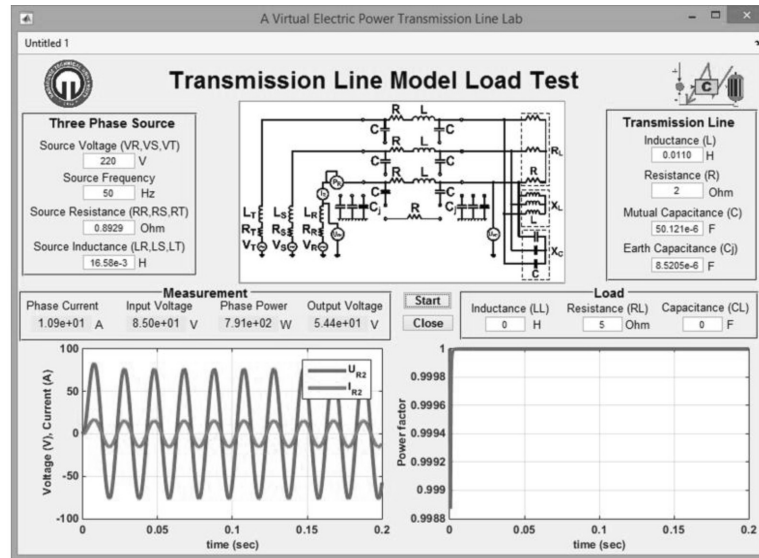 A Virtual Electric Power Transmission Line Lab
Untitled 1
Transmission Line Model Load Test
Three Phase Source
Source Voltage (VR,VS,VT)
220 V
Source Frequency
50 Hz
Source Resistance (RR,RS,RT)
0.8929 Ohm
Source Inductance (LR,LS,LT)
16.58e-3 H
R L
C C
R L
C C RL
R L R
C C
LT LS LR Cj Cj XL
RT RS RR R L
VT VS VR XC
C
C
Transmission Line
Inductance (L)
0.0110 H
Resistance (R)
2 Ohm
Mutual Capacitance (C)
50.121e-6 F
Earth Capacitance (Cj)
8.5205e-6 F
Measurement
Phase Current Input Voltage Phase Power Output Voltage
1.09e+01 A 8.50e+01 V 7.91e+02 W 5.44e+01 V
Start
Close
Load
Inductance (LL) Resistance (RL) Capacitance (CL)
0 H 5 Ohm 0 F
Voltage (V), Current (A)
100
50
0
-50
-100
0 0.05 0.1 0.15 0.2
time (sec)
UR2
IR2
Power factor
1
0.9998
0.9996
0.9994
0.9992
0.999
0.9988
0 0.05 0.1 0.15 0.2
time (sec)